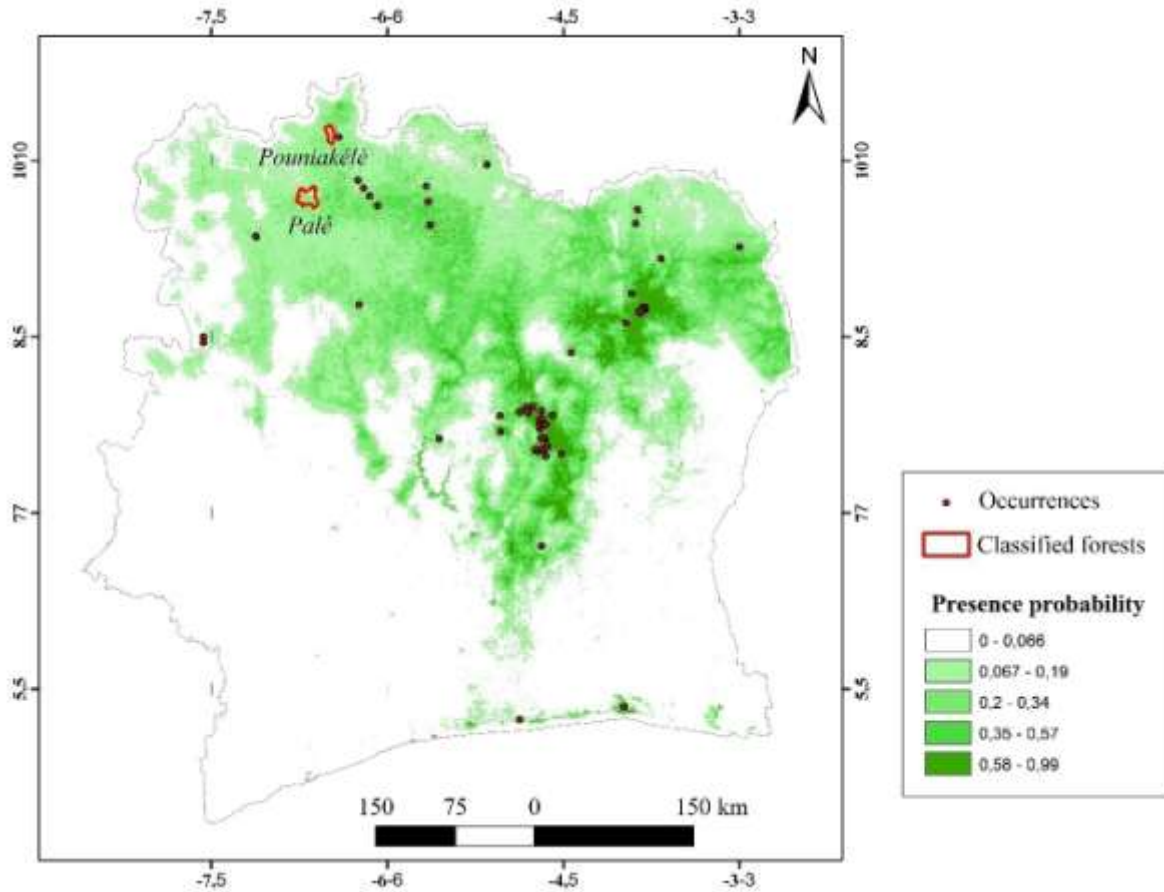 -7,5 -6-6 -4,5 -3-3
N
1010
Pouniakélé
Palé
8,5
77
5,5
1010
8,5
77
5,5
Occurrences
Classified forests
Presence probability
0 - 0,066
0,067 - 0,19
0,2 - 0,34
0,35 - 0,57
0,58 - 0,99
150 75 0 150 km
-7,5 -6-6 -4,5 -3-3